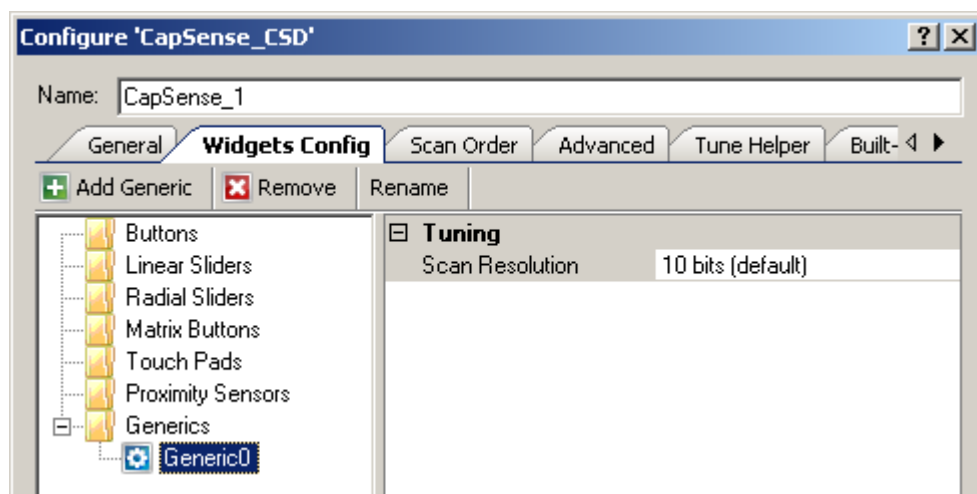 Configure 'CapSense_CSD'
Name: CapSense_1
General Widgets Config Scan Order Advanced Tune Helper Built-
Add Generic Remove Rename
Buttons
Linear Sliders
Radial Sliders
Matrix Buttons
Touch Pads
Proximity Sensors
Generics
Generic0
Tuning
Scan Resolution 10 bits (default)